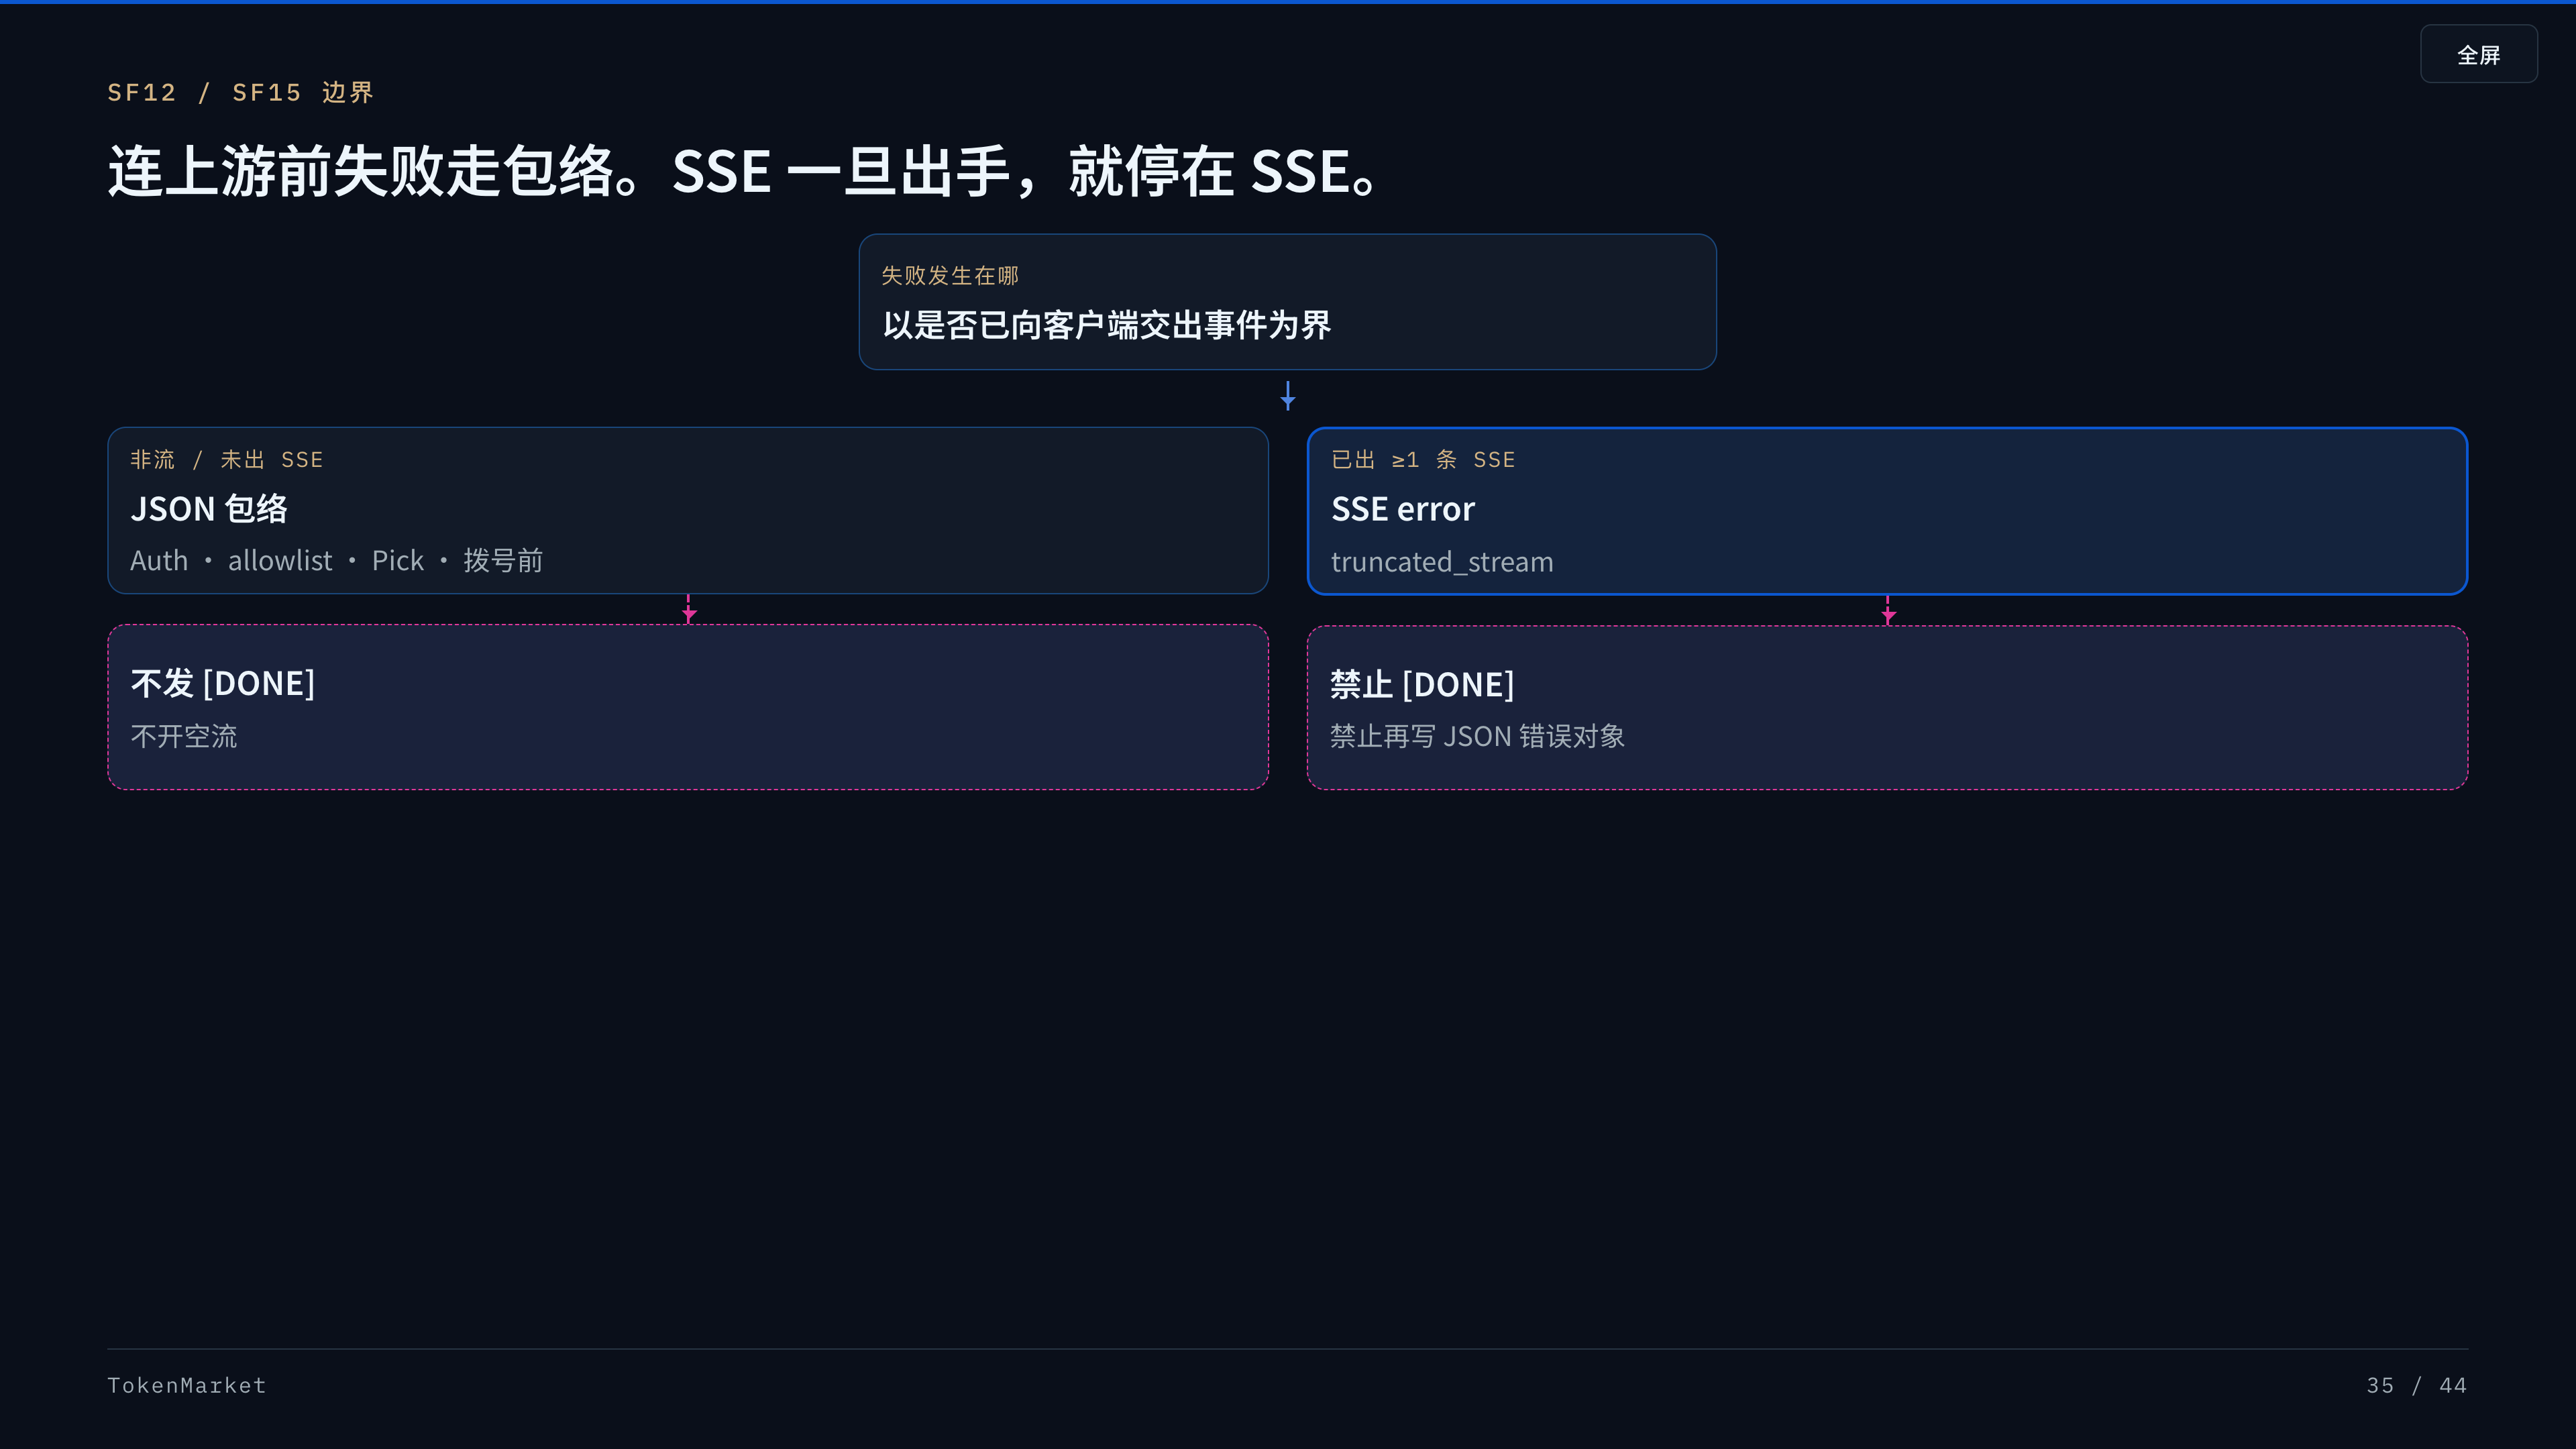 全屏
SF12 / SF15 边界
连上游前失败走包络。SSE 一旦出手，就停在 SSE。
失败发生在哪
以是否已向客户端交出事件为界
非流 / 未出 SSE
JSON 包络
Auth · allowlist · Pick · 拨号前
已出 ≥1 条 SSE
SSE error
truncated_stream
不发 [DONE]
不开空流
禁止 [DONE]
禁止再写 JSON 错误对象
TokenMarket
35 / 44